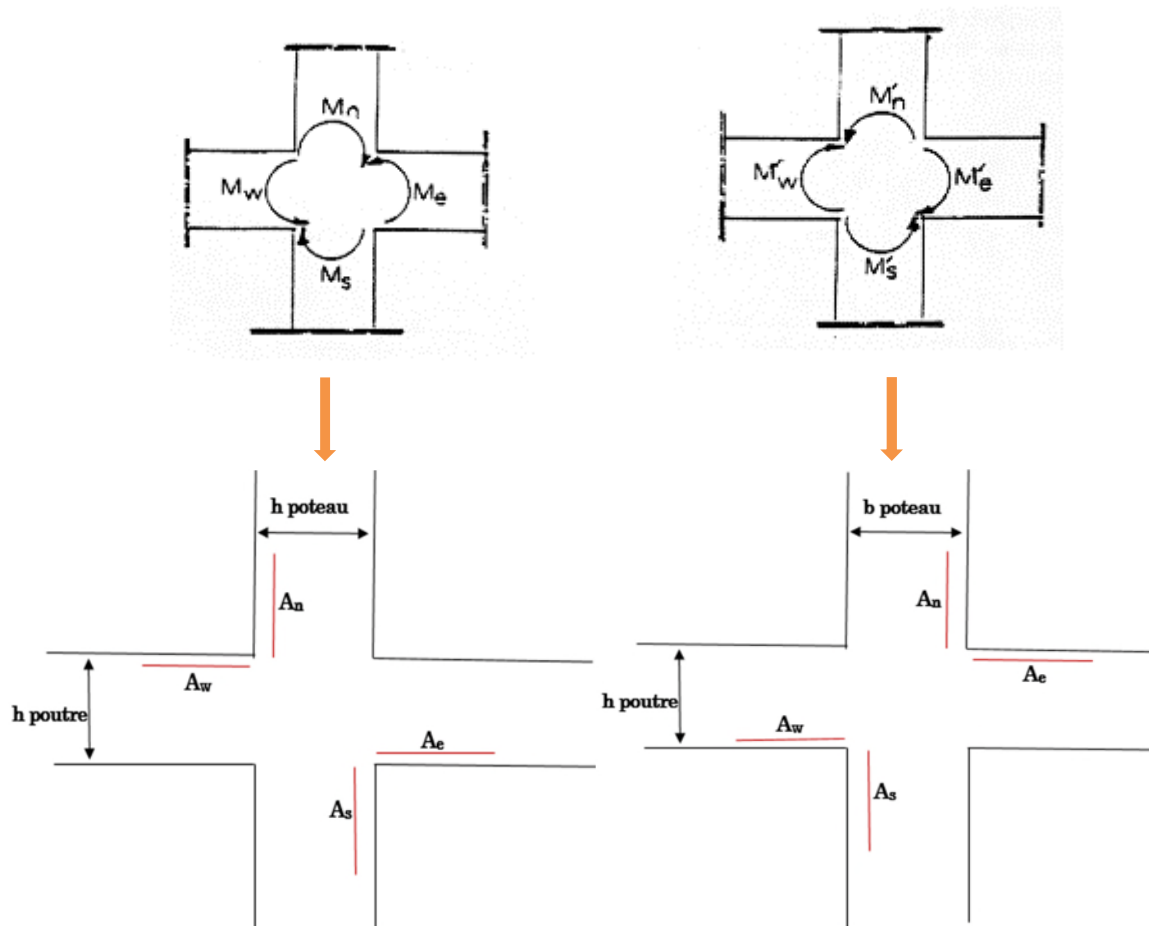 Mn
Mw
Me
Ms
M'n
M'w
M'e
M's
h poteau
An
Aw
h poutre
Ae
As
b poteau
An
Ae
h poutre
Aw
As